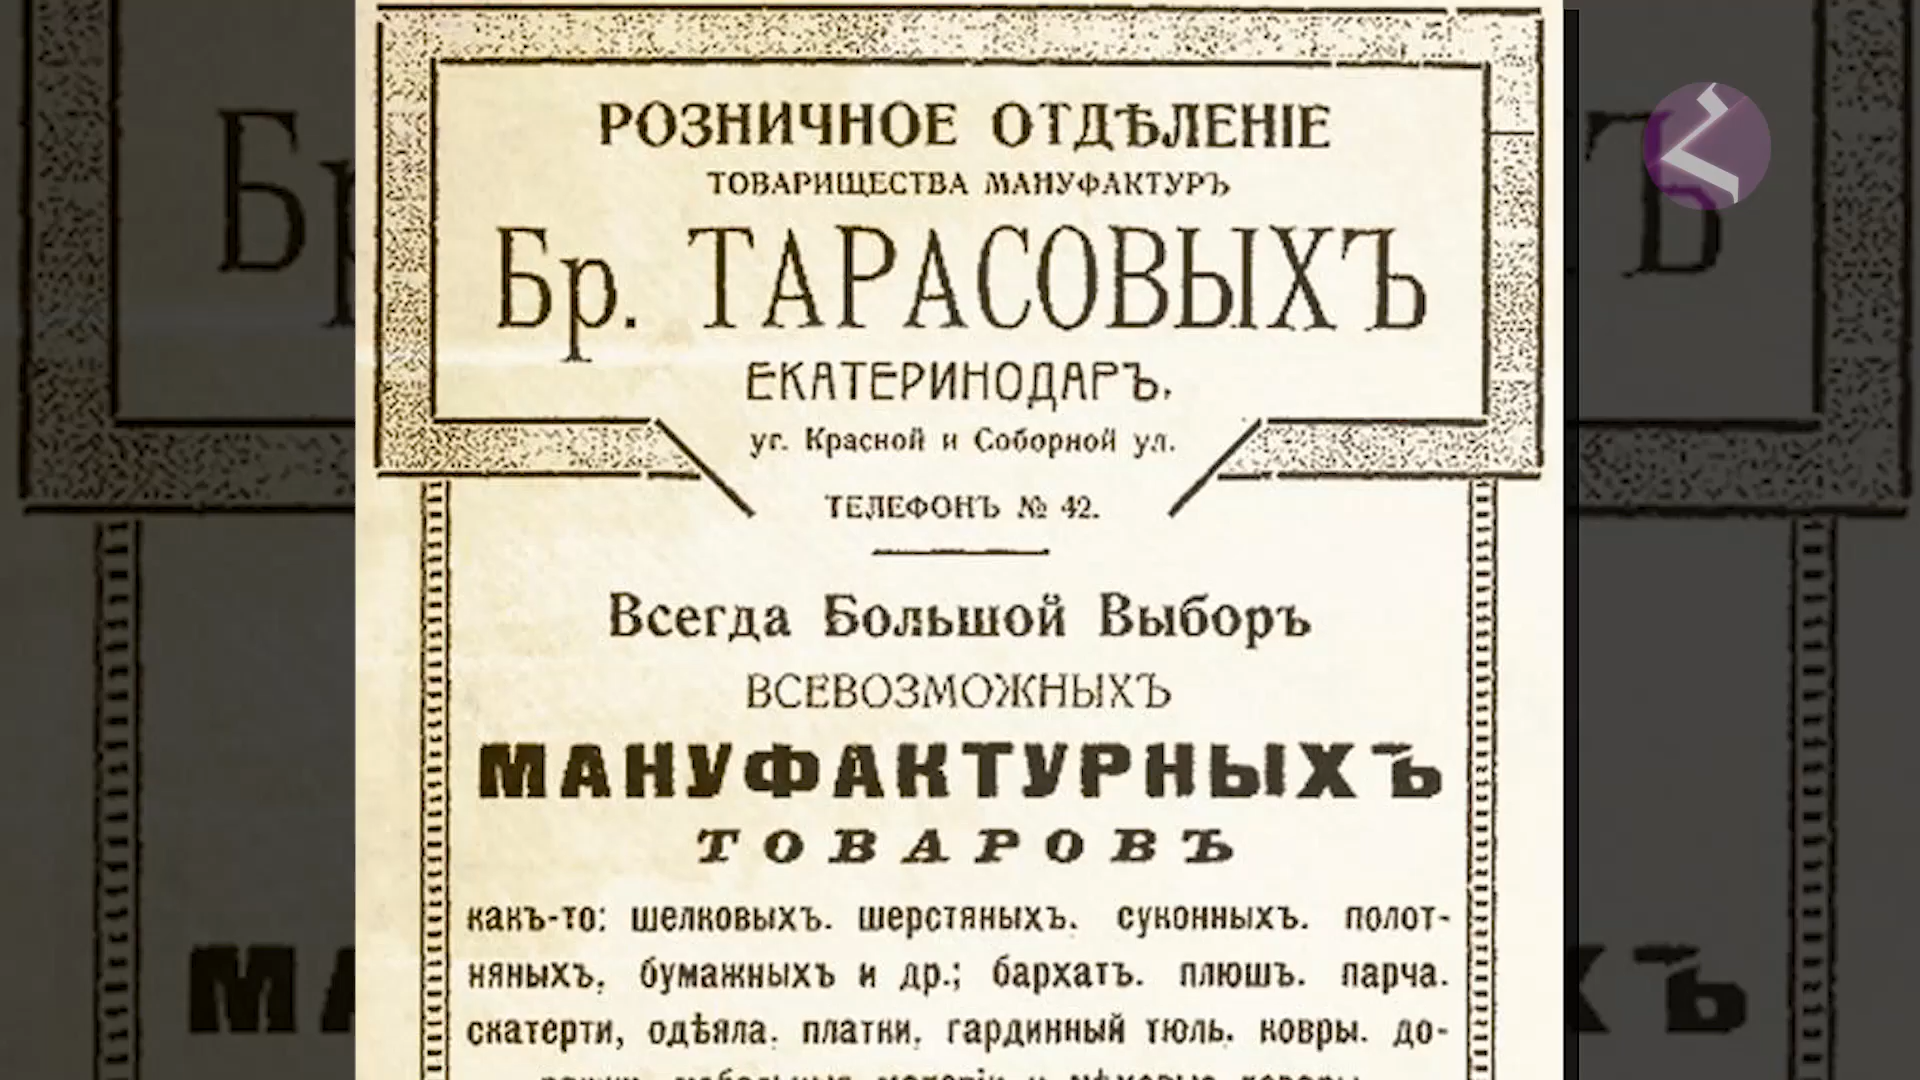 РОЗНИЧНОЕ ОТДѢЛЕНІЕ
ТОВАРИЩЕСТВА МАНУФАКТУРЪ
Бр. ТАРАСОВЫХЪ
ЕКАТЕРИНОДАРЪ.
уг. Красной и Соборной ул.
ТЕЛЕФОНЪ № 42.
Всегда Большой Выборъ
ВСЕВОЗМОЖНЫХЪ
МАНУФАКТУРНЫХЪ
ТОВАРОВЪ
какъ-то: шелковыхъ. шерстяныхъ. суконныхъ. полот-
няныхъ. бумажныхъ и др.; бархатъ. плюшъ. парча.
скатерти, одѣяла. платки. гардинный тюль. ковры. до-